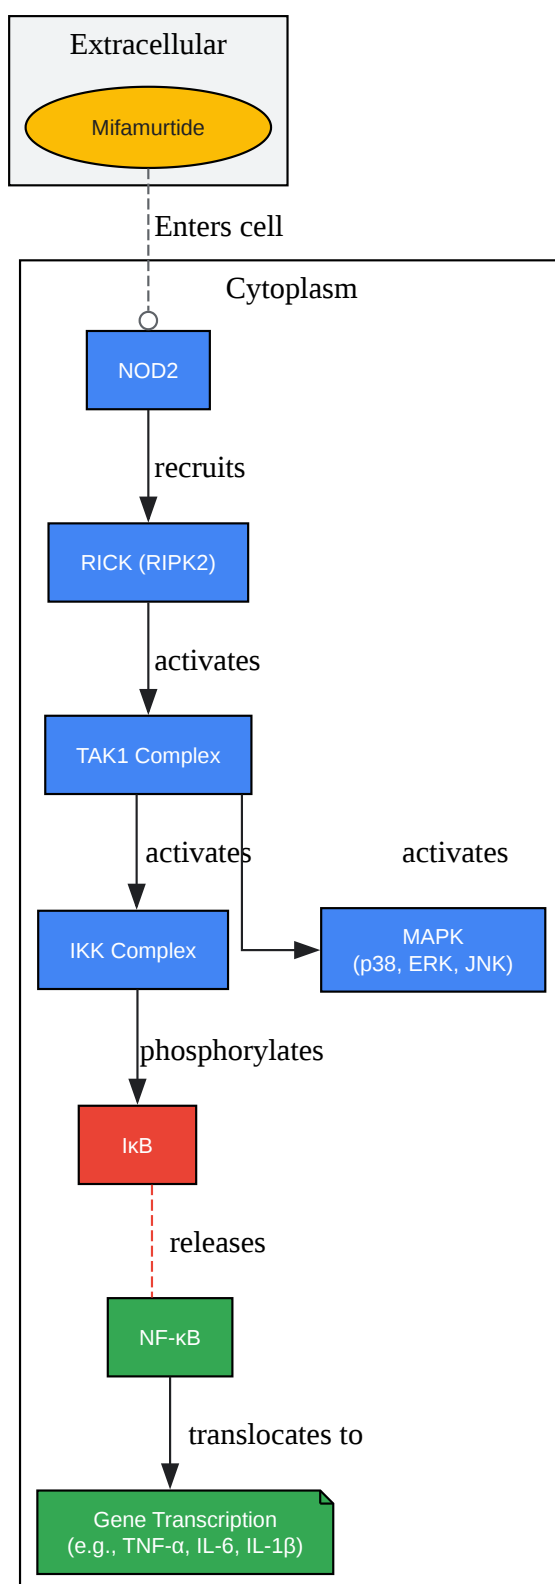 Extracellular
Mifamurtide
Enters cell
Cytoplasm
NOD2
recruits
RICK (RIPK2)
activates
TAK1 Complex
activates
activates
IKK Complex
MAPK
(p38, ERK, JNK)
phosphorylates
IκB
releases
NF-κB
translocates to
Gene Transcription
(e.g., TNF-α, IL-6, IL-1β)